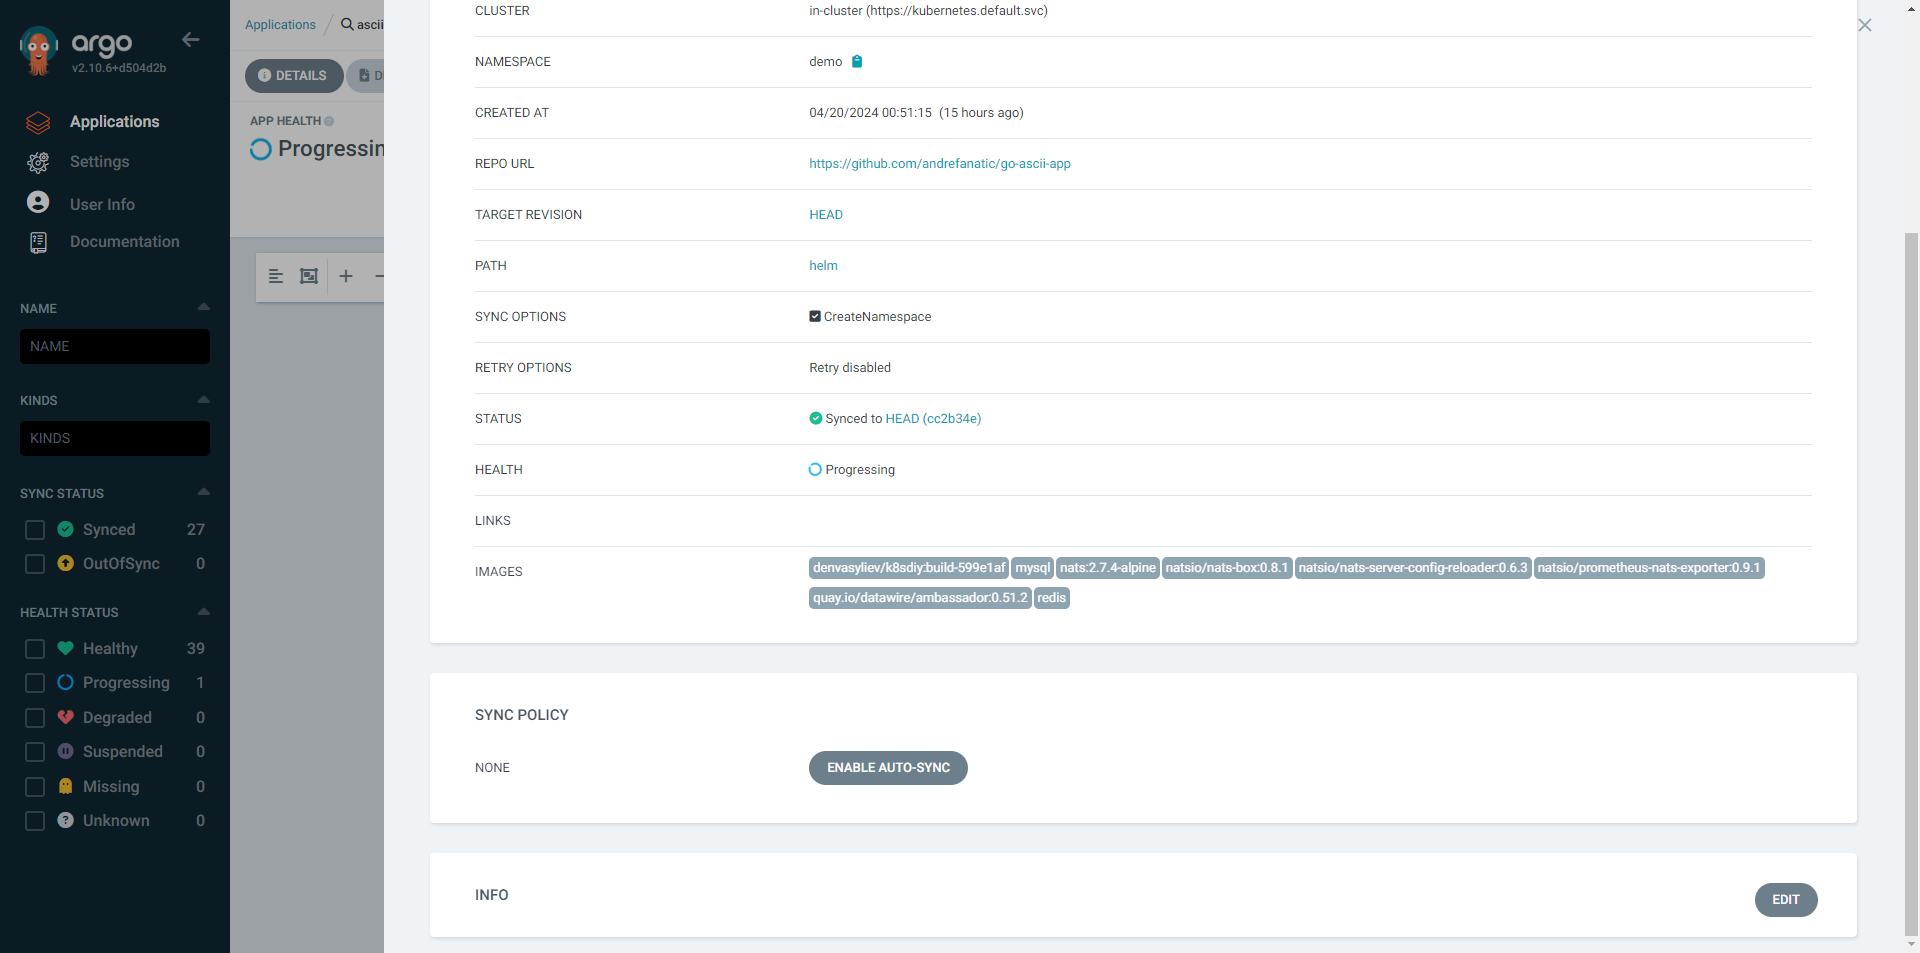 argo
v2.10.6+d504d2b
Applications
Settings
User Info
Documentation
NAME
NAME
KINDS
KINDS
SYNC STATUS
Synced 27
OutOfSync 0
HEALTH STATUS
Healthy 39
Progressing 1
Degraded 0
Suspended 0
Missing 0
Unknown 0
Applications / ascii
DETAILS D
APP HEALTH
Progressin
CLUSTER in-cluster (https://kubernetes.default.svc)
NAMESPACE demo
CREATED AT 04/20/2024 00:51:15 (15 hours ago)
REPO URL https://github.com/andrefanatic/go-ascii-app
TARGET REVISION HEAD
PATH helm
SYNC OPTIONS CreateNamespace
RETRY OPTIONS Retry disabled
STATUS Synced to HEAD (cc2b34e)
HEALTH Progressing
LINKS
IMAGES denvasyliev/k8sdiy:build-599e1af mysql nats:2.7.4-alpine natsio/nats-box:0.8.1 natsio/nats-server-config-reloader:0.6.3 natsio/prometheus-nats-exporter:0.9.1
quay.io/datawire/ambassador:0.51.2 redis
SYNC POLICY
NONE ENABLE AUTO-SYNC
INFO EDIT